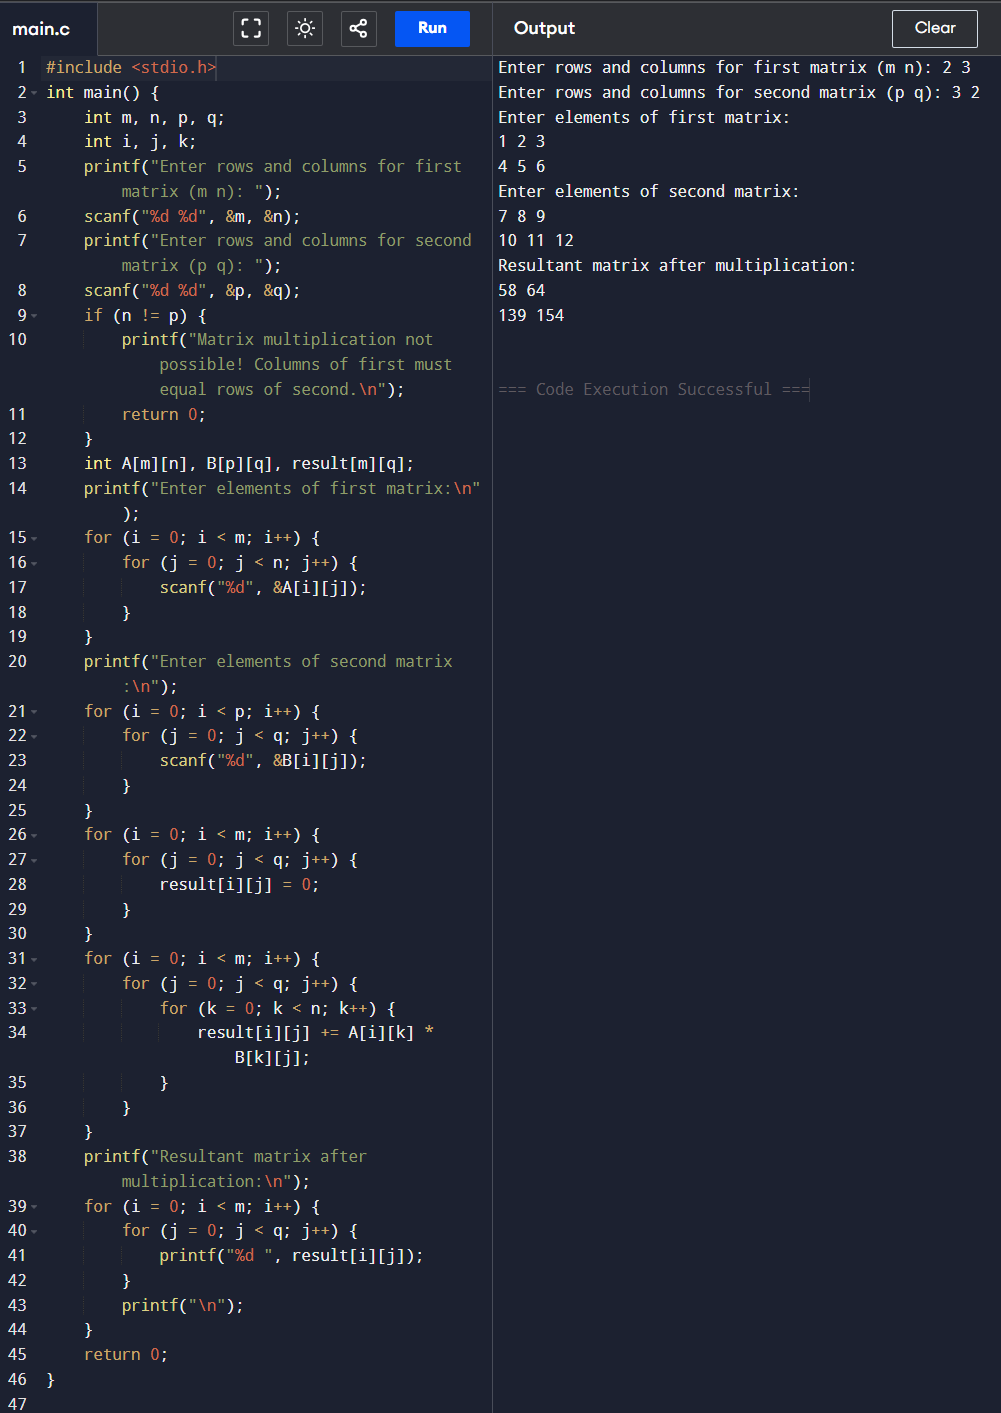 main.c
Run
Output
Clear
1 #include <stdio.h>
2 int main() {
3 int m, n, p, q;
4 int i, j, k;
5 printf("Enter rows and columns for first
matrix (m n): ");
6 scanf("%d %d", &m, &n);
7 printf("Enter rows and columns for second
matrix (p q): ");
8 scanf("%d %d", &p, &q);
9 if (n != p) {
10 printf("Matrix multiplication not
possible! Columns of first must
equal rows of second.\n");
11 return 0;
12 }
13 int A[m][n], B[p][q], result[m][q];
14 printf("Enter elements of first matrix:\n"
);
15 for (i = 0; i < m; i++) {
16 for (j = 0; j < n; j++) {
17 scanf("%d", &A[i][j]);
18 }
19 }
20 printf("Enter elements of second matrix
:\n");
21 for (i = 0; i < p; i++) {
22 for (j = 0; j < q; j++) {
23 scanf("%d", &B[i][j]);
24 }
25 }
26 for (i = 0; i < m; i++) {
27 for (j = 0; j < q; j++) {
28 result[i][j] = 0;
29 }
30 }
31 for (i = 0; i < m; i++) {
32 for (j = 0; j < q; j++) {
33 for (k = 0; k < n; k++) {
34 result[i][j] += A[i][k] *
B[k][j];
35 }
36 }
37 }
38 printf("Resultant matrix after
multiplication:\n");
39 for (i = 0; i < m; i++) {
40 for (j = 0; j < q; j++) {
41 printf("%d ", result[i][j]);
42 }
43 printf("\n");
44 }
45 return 0;
46 }
47
Enter rows and columns for first matrix (m n): 2 3
Enter rows and columns for second matrix (p q): 3 2
Enter elements of first matrix:
1 2 3
4 5 6
Enter elements of second matrix:
7 8 9
10 11 12
Resultant matrix after multiplication:
58 64
139 154
=== Code Execution Successful ===